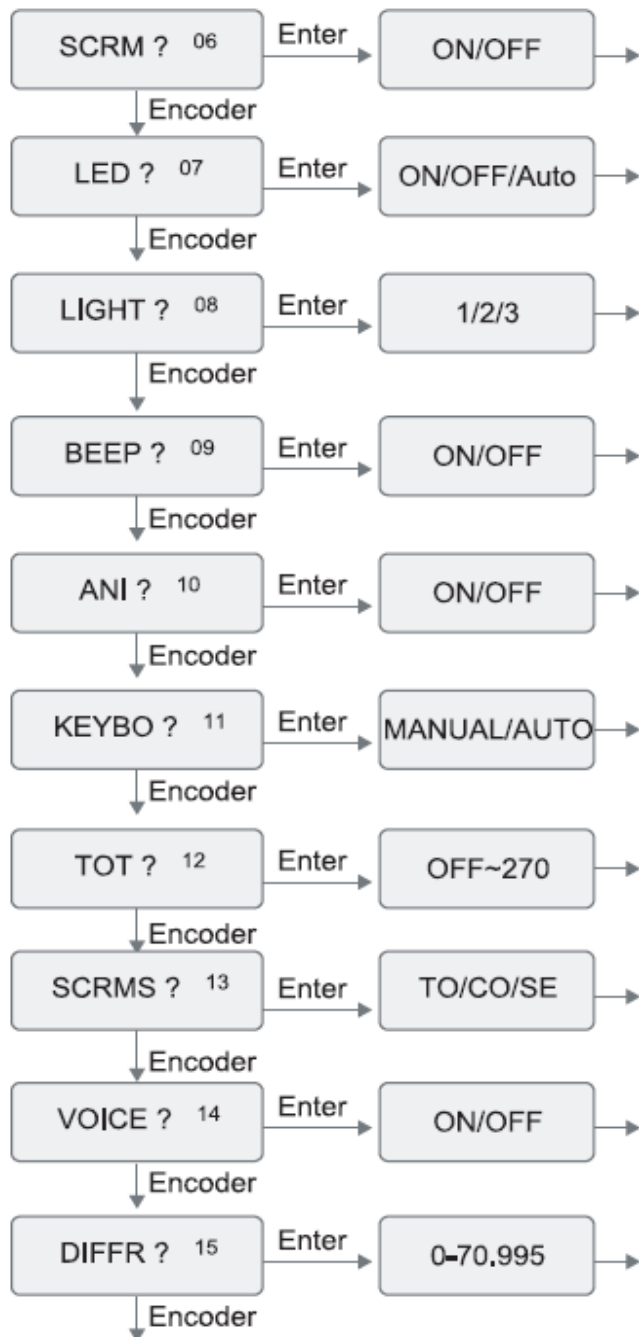 SCRM ? 06 Enter ON/OFF
Encoder
LED ? 07 Enter ON/OFF/Auto
Encoder
LIGHT ? 08 Enter 1/2/3
Encoder
BEEP ? 09 Enter ON/OFF
Encoder
ANI ? 10 Enter ON/OFF
Encoder
KEYBO ? 11 Enter MANUAL/AUTO
Encoder
TOT ? 12 Enter OFF~270
Encoder
SCRMS ? 13 Enter TO/CO/SE
Encoder
VOICE ? 14 Enter ON/OFF
Encoder
DIFFR ? 15 Enter 0-70.995
Encoder